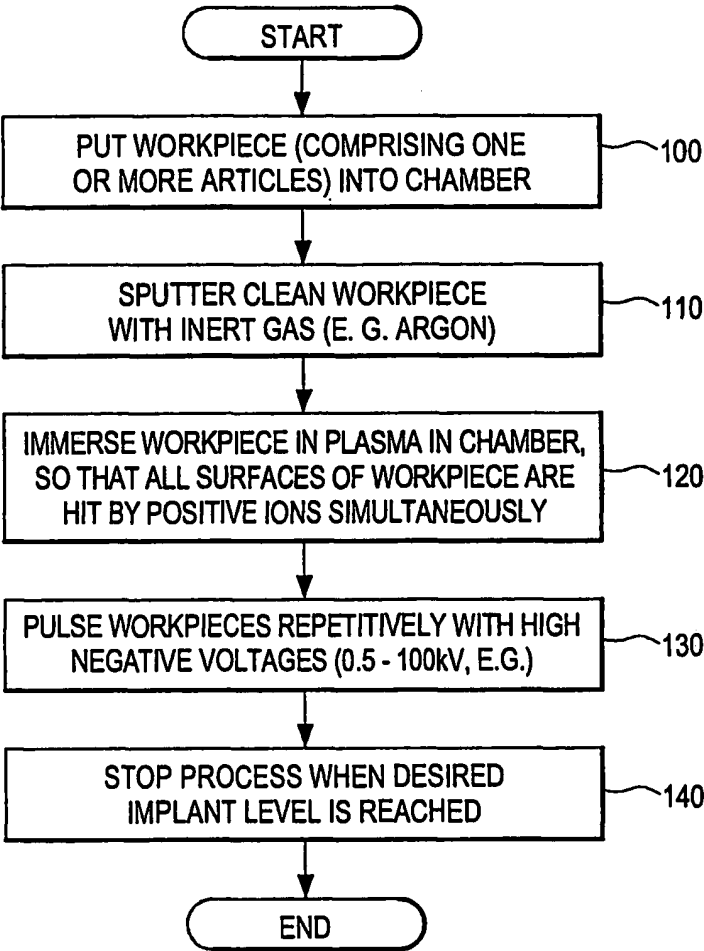 START
PUT WORKPIECE (COMPRISING ONE
OR MORE ARTICLES) INTO CHAMBER
100
SPUTTER CLEAN WORKPIECE
WITH INERT GAS (E. G. ARGON)
110
IMMERSE WORKPIECE IN PLASMA IN CHAMBER,
SO THAT ALL SURFACES OF WORKPIECE ARE
HIT BY POSITIVE IONS SIMULTANEOUSLY
120
PULSE WORKPIECES REPETITIVELY WITH HIGH
NEGATIVE VOLTAGES (0.5 - 100kV, E.G.)
130
STOP PROCESS WHEN DESIRED
IMPLANT LEVEL IS REACHED
140
END